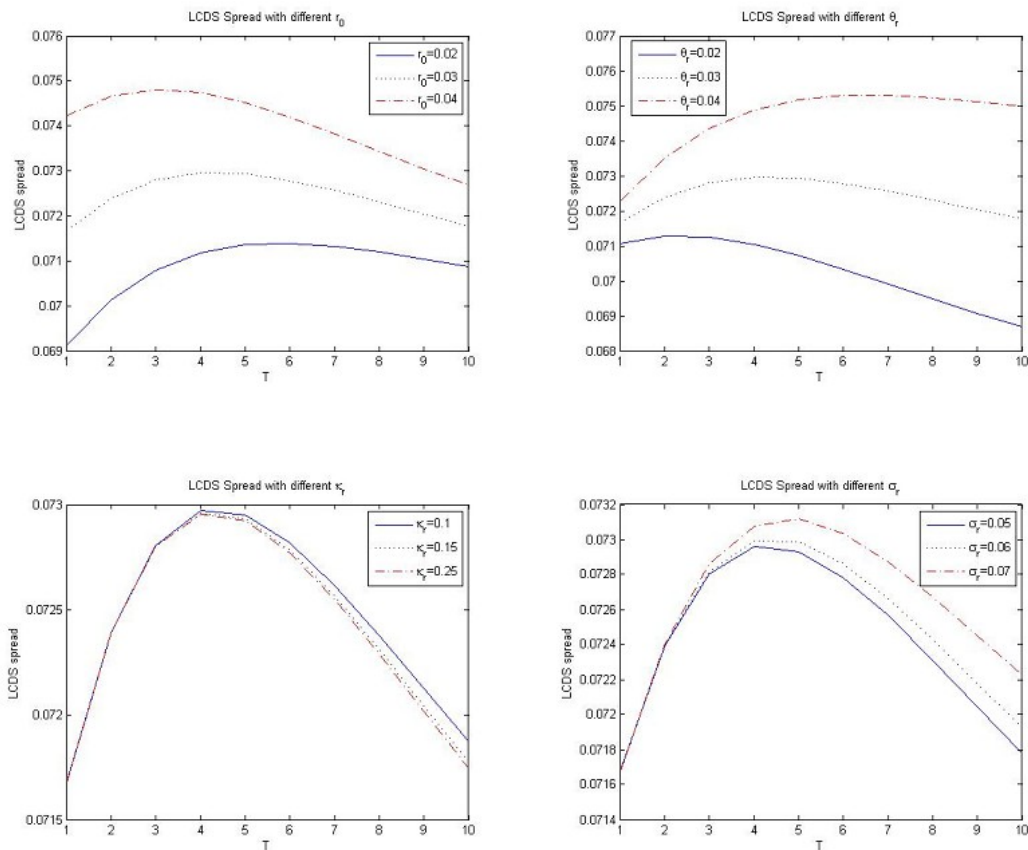 LCDS Spread with different r₀
0.076
0.075
0.074
0.073
0.072
0.071
0.07
0.069
LCDS spread
r₀=0.02
r₀=0.03
r₀=0.04
1 2 3 4 5 6 7 8 9 10
T
LCDS Spread with different θᵣ
0.077
0.076
0.075
0.074
0.073
0.072
0.071
0.07
0.069
0.068
LCDS spread
θᵣ=0.02
θᵣ=0.03
θᵣ=0.04
1 2 3 4 5 6 7 8 9 10
T
LCDS Spread with different κᵣ
0.073
0.0725
0.072
0.0715
LCDS spread
κᵣ=0.1
κᵣ=0.15
κᵣ=0.25
1 2 3 4 5 6 7 8 9 10
T
LCDS Spread with different σᵣ
0.0732
0.073
0.0728
0.0726
0.0724
0.0722
0.072
0.0718
0.0716
0.0714
LCDS spread
σᵣ=0.05
σᵣ=0.06
σᵣ=0.07
1 2 3 4 5 6 7 8 9 10
T